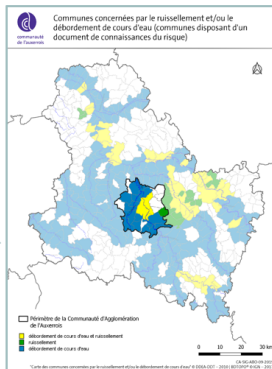 communauté
de l'auxerrois
Communes concernées par le ruissellement et/ou le
débordement de cours d'eau (communes disposant d'un
document de connaissances du risque)
Périmètre de la Communauté d'Agglomération
de l'Auxerrois
débordement de cours d'eau et ruissellement
ruissellement
débordement de cours d'eau
0 10 20 30 km